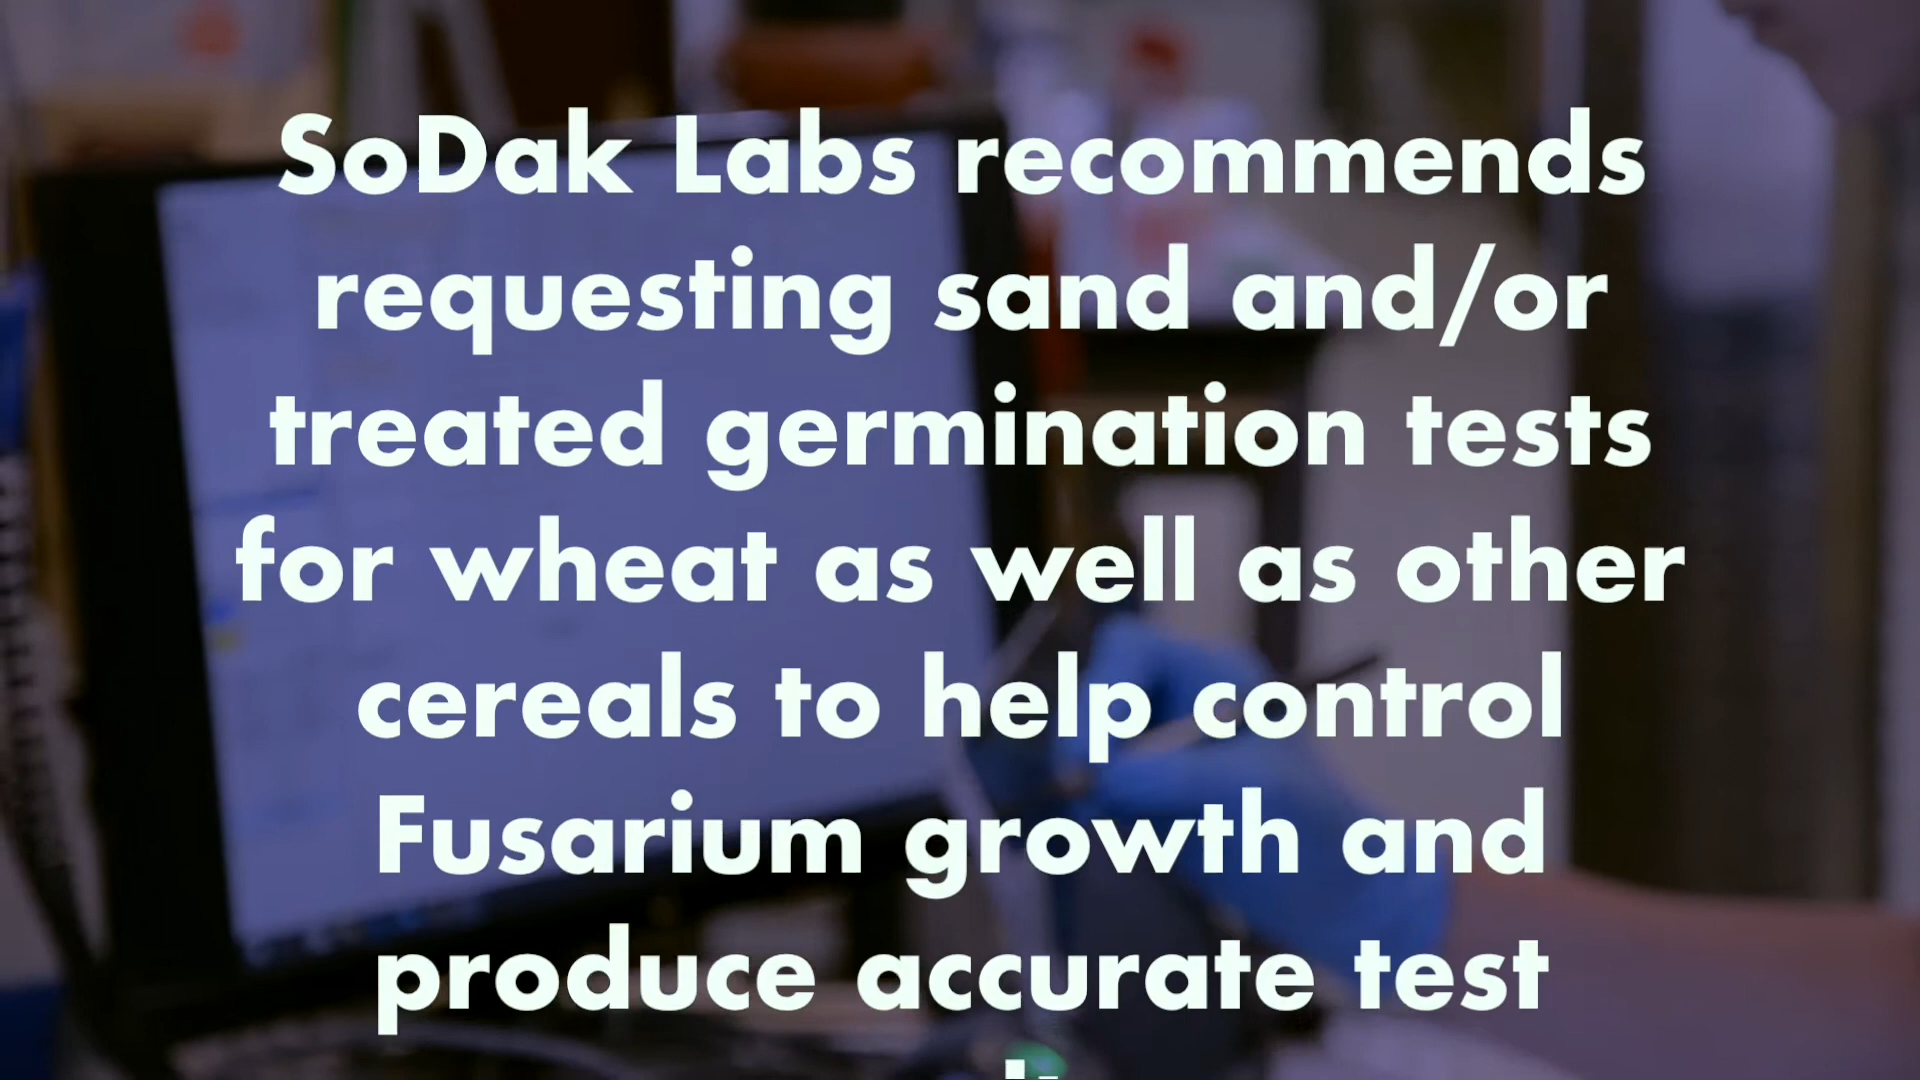 SoDak Labs recommends
requesting sand and/or
treated germination tests
for wheat as well as other
cereals to help control
Fusarium growth and
produce accurate test